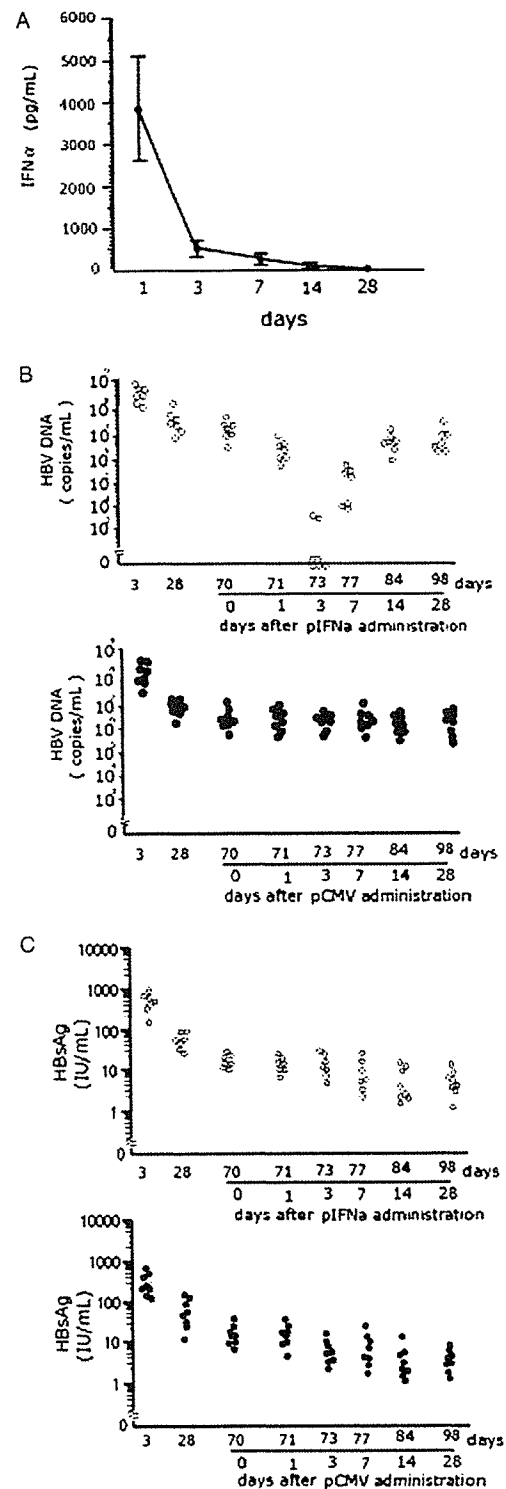 A
6000
5000
4000
3000
2000
1000
0
IFNα (pg/mL)
1 3 7 14 28
days
B
HBV DNA
( copies/mL)
0
3 28 70 71 73 77 84 98 days
0 1 3 7 14 28
days after pIFNa administration
HBV DNA
( copies/mL)
0
3 28 70 71 73 77 84 98 days
0 1 3 7 14 28
days after pCMV administration
C
10000
1000
100
10
1
0
HBsAg
(IU/mL)
3 28 70 71 73 77 84 98 days
0 1 3 7 14 28
days after pIFNa administration
10000
1000
100
10
1
0
HBsAg
(IU/mL)
3 28 70 71 73 77 84 98 days
0 1 3 7 14 28
days after pCMV administration